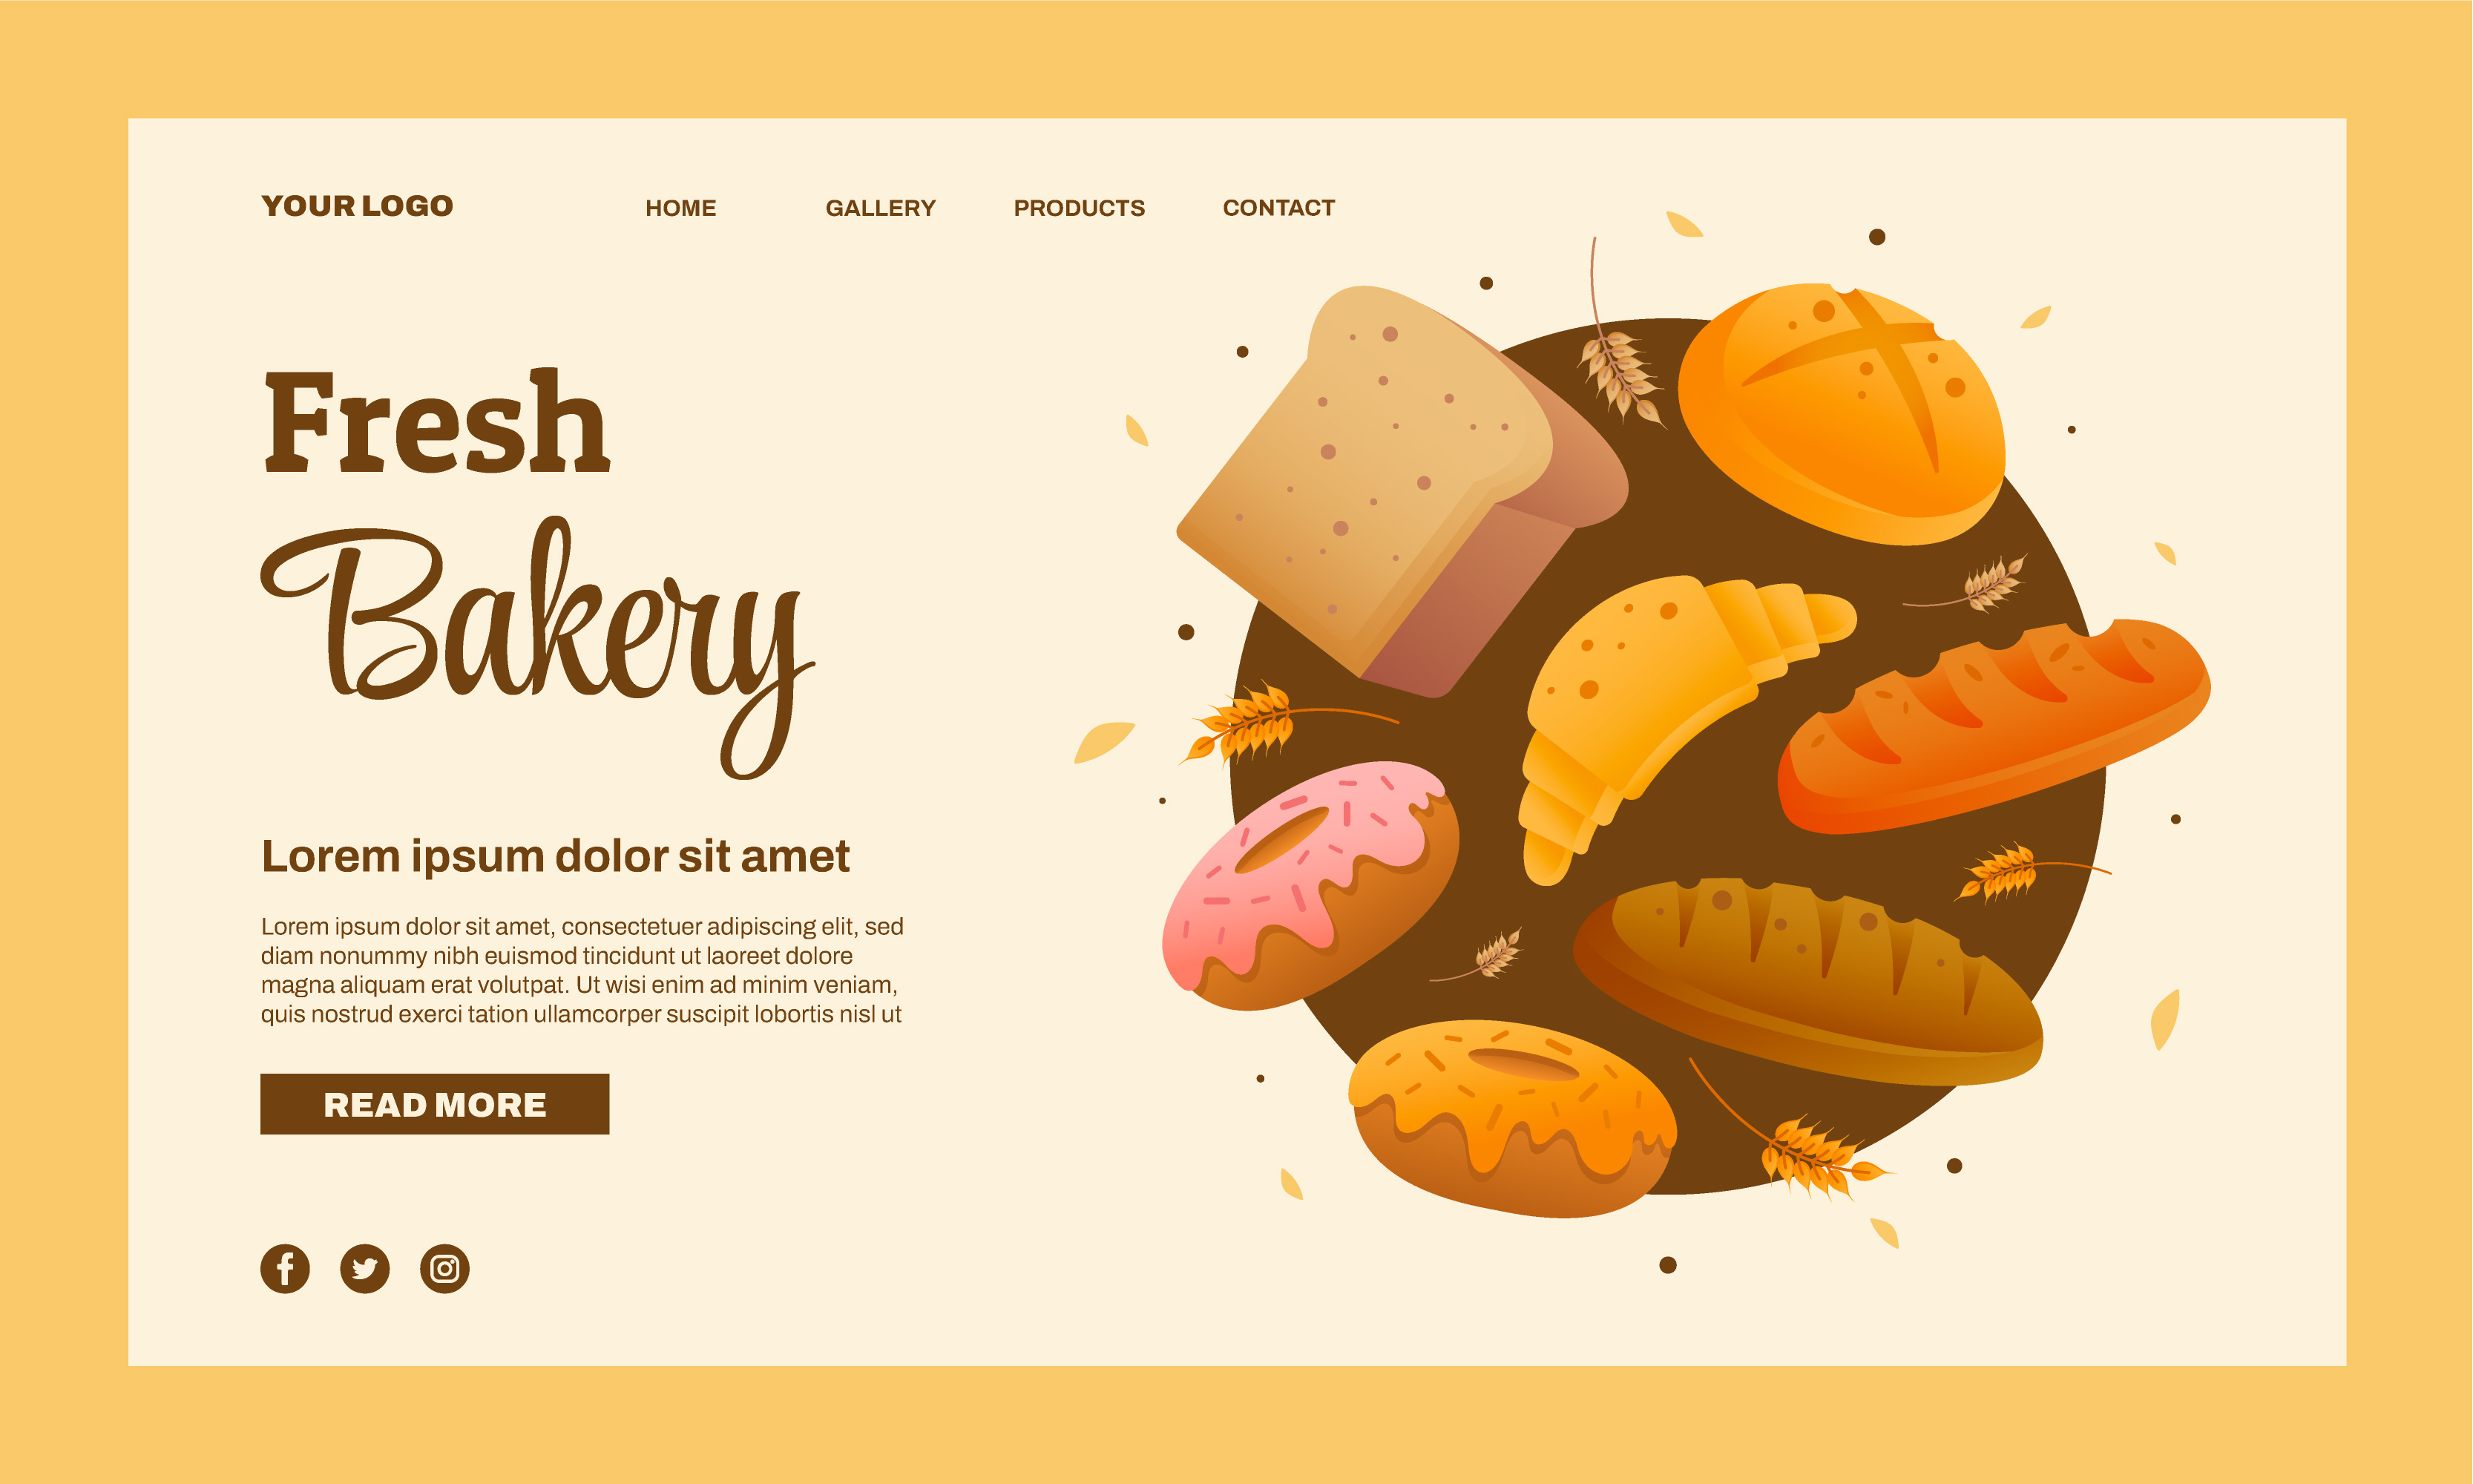 YOUR LOGO
HOME
GALLERY
PRODUCTS
CONTACT
Fresh
Bakery
Lorem ipsum dolor sit amet
Lorem ipsum dolor sit amet, consectetuer adipiscing elit, sed
diam nonummy nibh euismod tincidunt ut laoreet dolore
magna aliquam erat volutpat. Ut wisi enim ad minim veniam,
quis nostrud exerci tation ullamcorper suscipit lobortis nisl ut
READ MORE